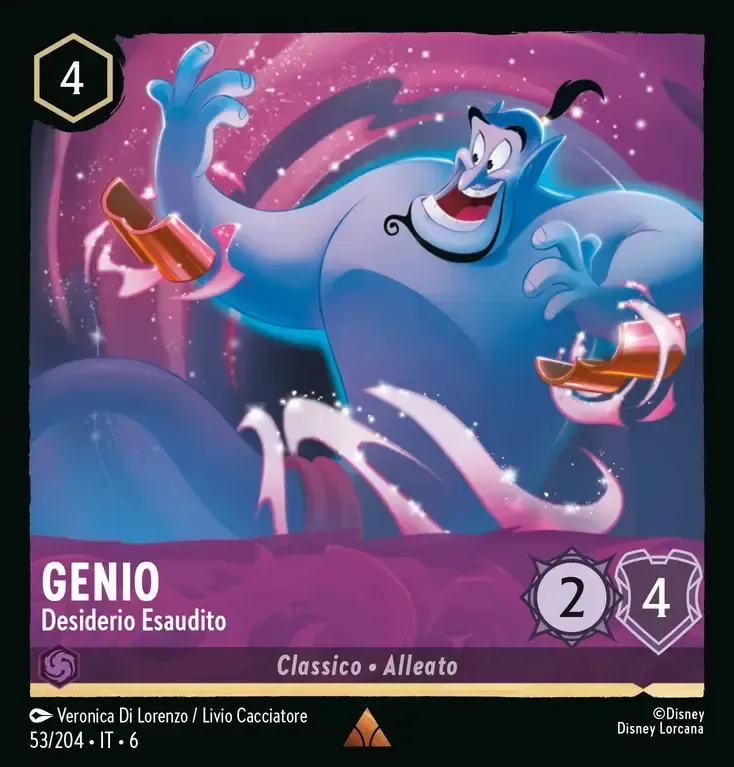 4
GENIO
Desiderio Esaudito
2
4
Classico • Alleato
Veronica Di Lorenzo / Livio Cacciatore
©Disney
53/204 • IT • 6
Disney Lorcana